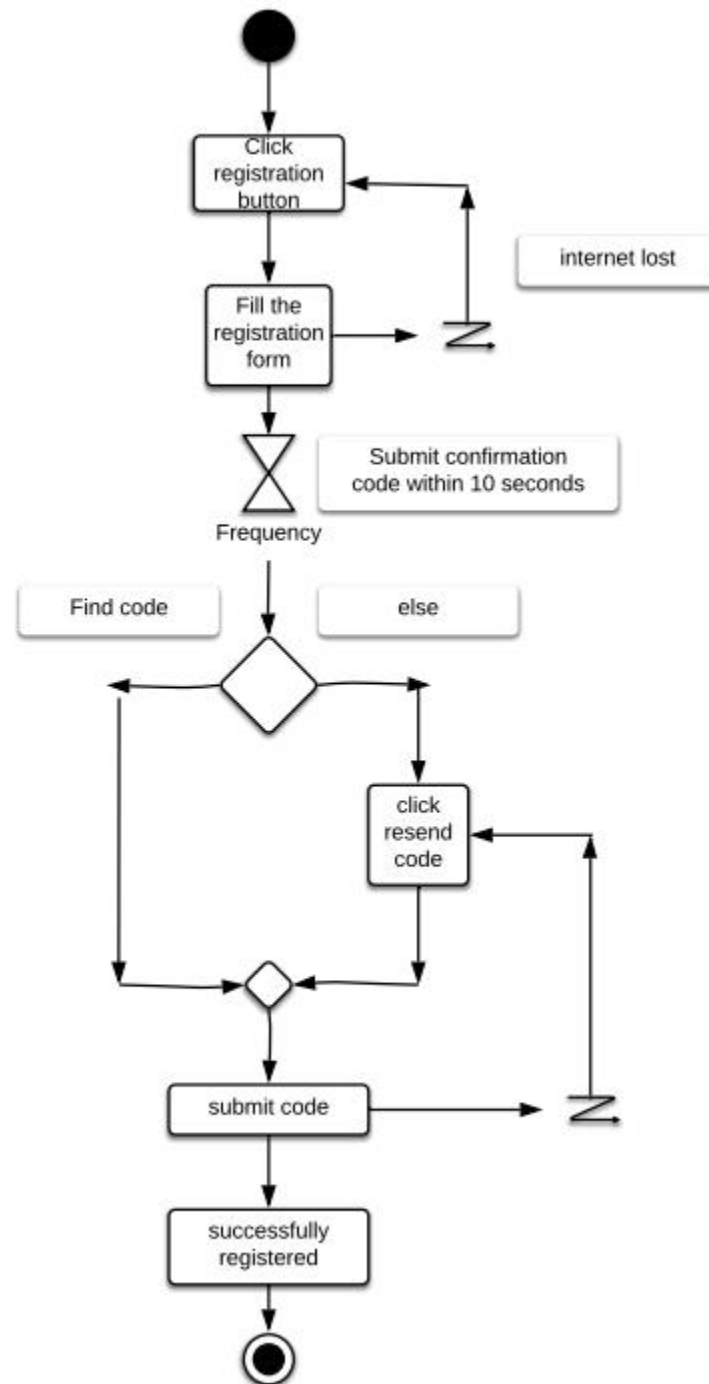 Click
registration
button
internet lost
Fill the
registration
form
Submit confirmation
code within 10 seconds
Frequency
Find code
else
click
resend
code
submit code
successfully
registered